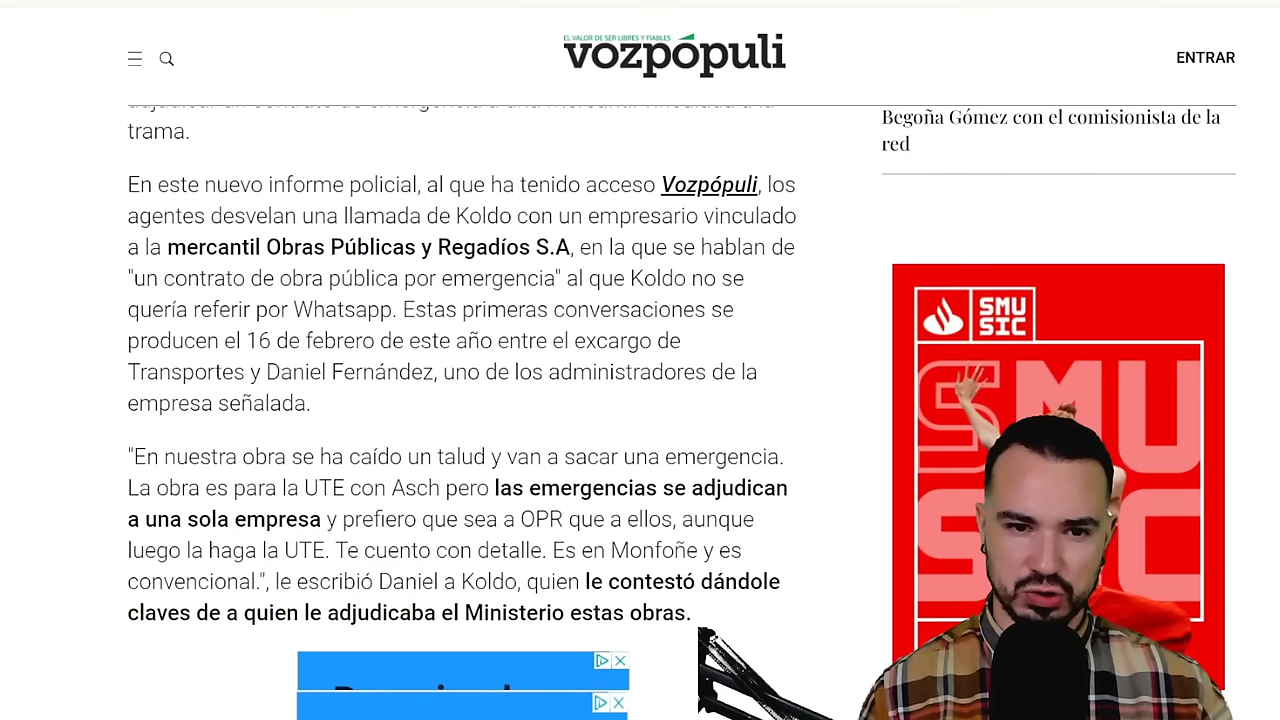 EL VALOR DE SER LIBRES Y FIABLES
vozpópuli
ENTRAR
trama.
En este nuevo informe policial, al que ha tenido acceso Vozpópuli, los
agentes desvelan una llamada de Koldo con un empresario vinculado
a la mercantil Obras Públicas y Regadíos S.A, en la que se hablan de
"un contrato de obra pública por emergencia" al que Koldo no se
quería referir por Whatsapp. Estas primeras conversaciones se
producen el 16 de febrero de este año entre el excargo de
Transportes y Daniel Fernández, uno de los administradores de la
empresa señalada.
"En nuestra obra se ha caído un talud y van a sacar una emergencia.
La obra es para la UTE con Asch pero las emergencias se adjudican
a una sola empresa y prefiero que sea a OPR que a ellos, aunque
luego la haga la UTE. Te cuento con detalle. Es en Monfoñe y es
convencional.", le escribió Daniel a Koldo, quien le contestó dándole
claves de a quien le adjudicaba el Ministerio estas obras.
Begoña Gómez con el comisionista de la
red
SMU
SIC
SMU